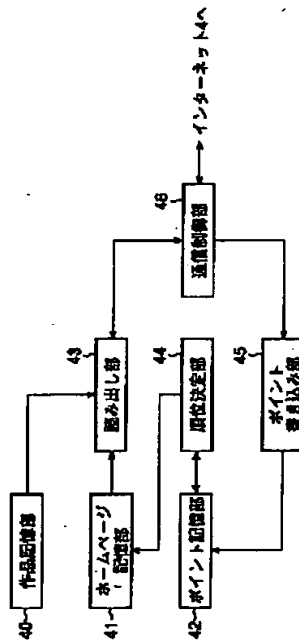 40
作品記憶部
41
ホームページ
記憶部
42
ポイント記憶部
43
読み出し部
44
順位決定部
45
ポイント
書き込み部
46
通信制御部
インターネット4へ